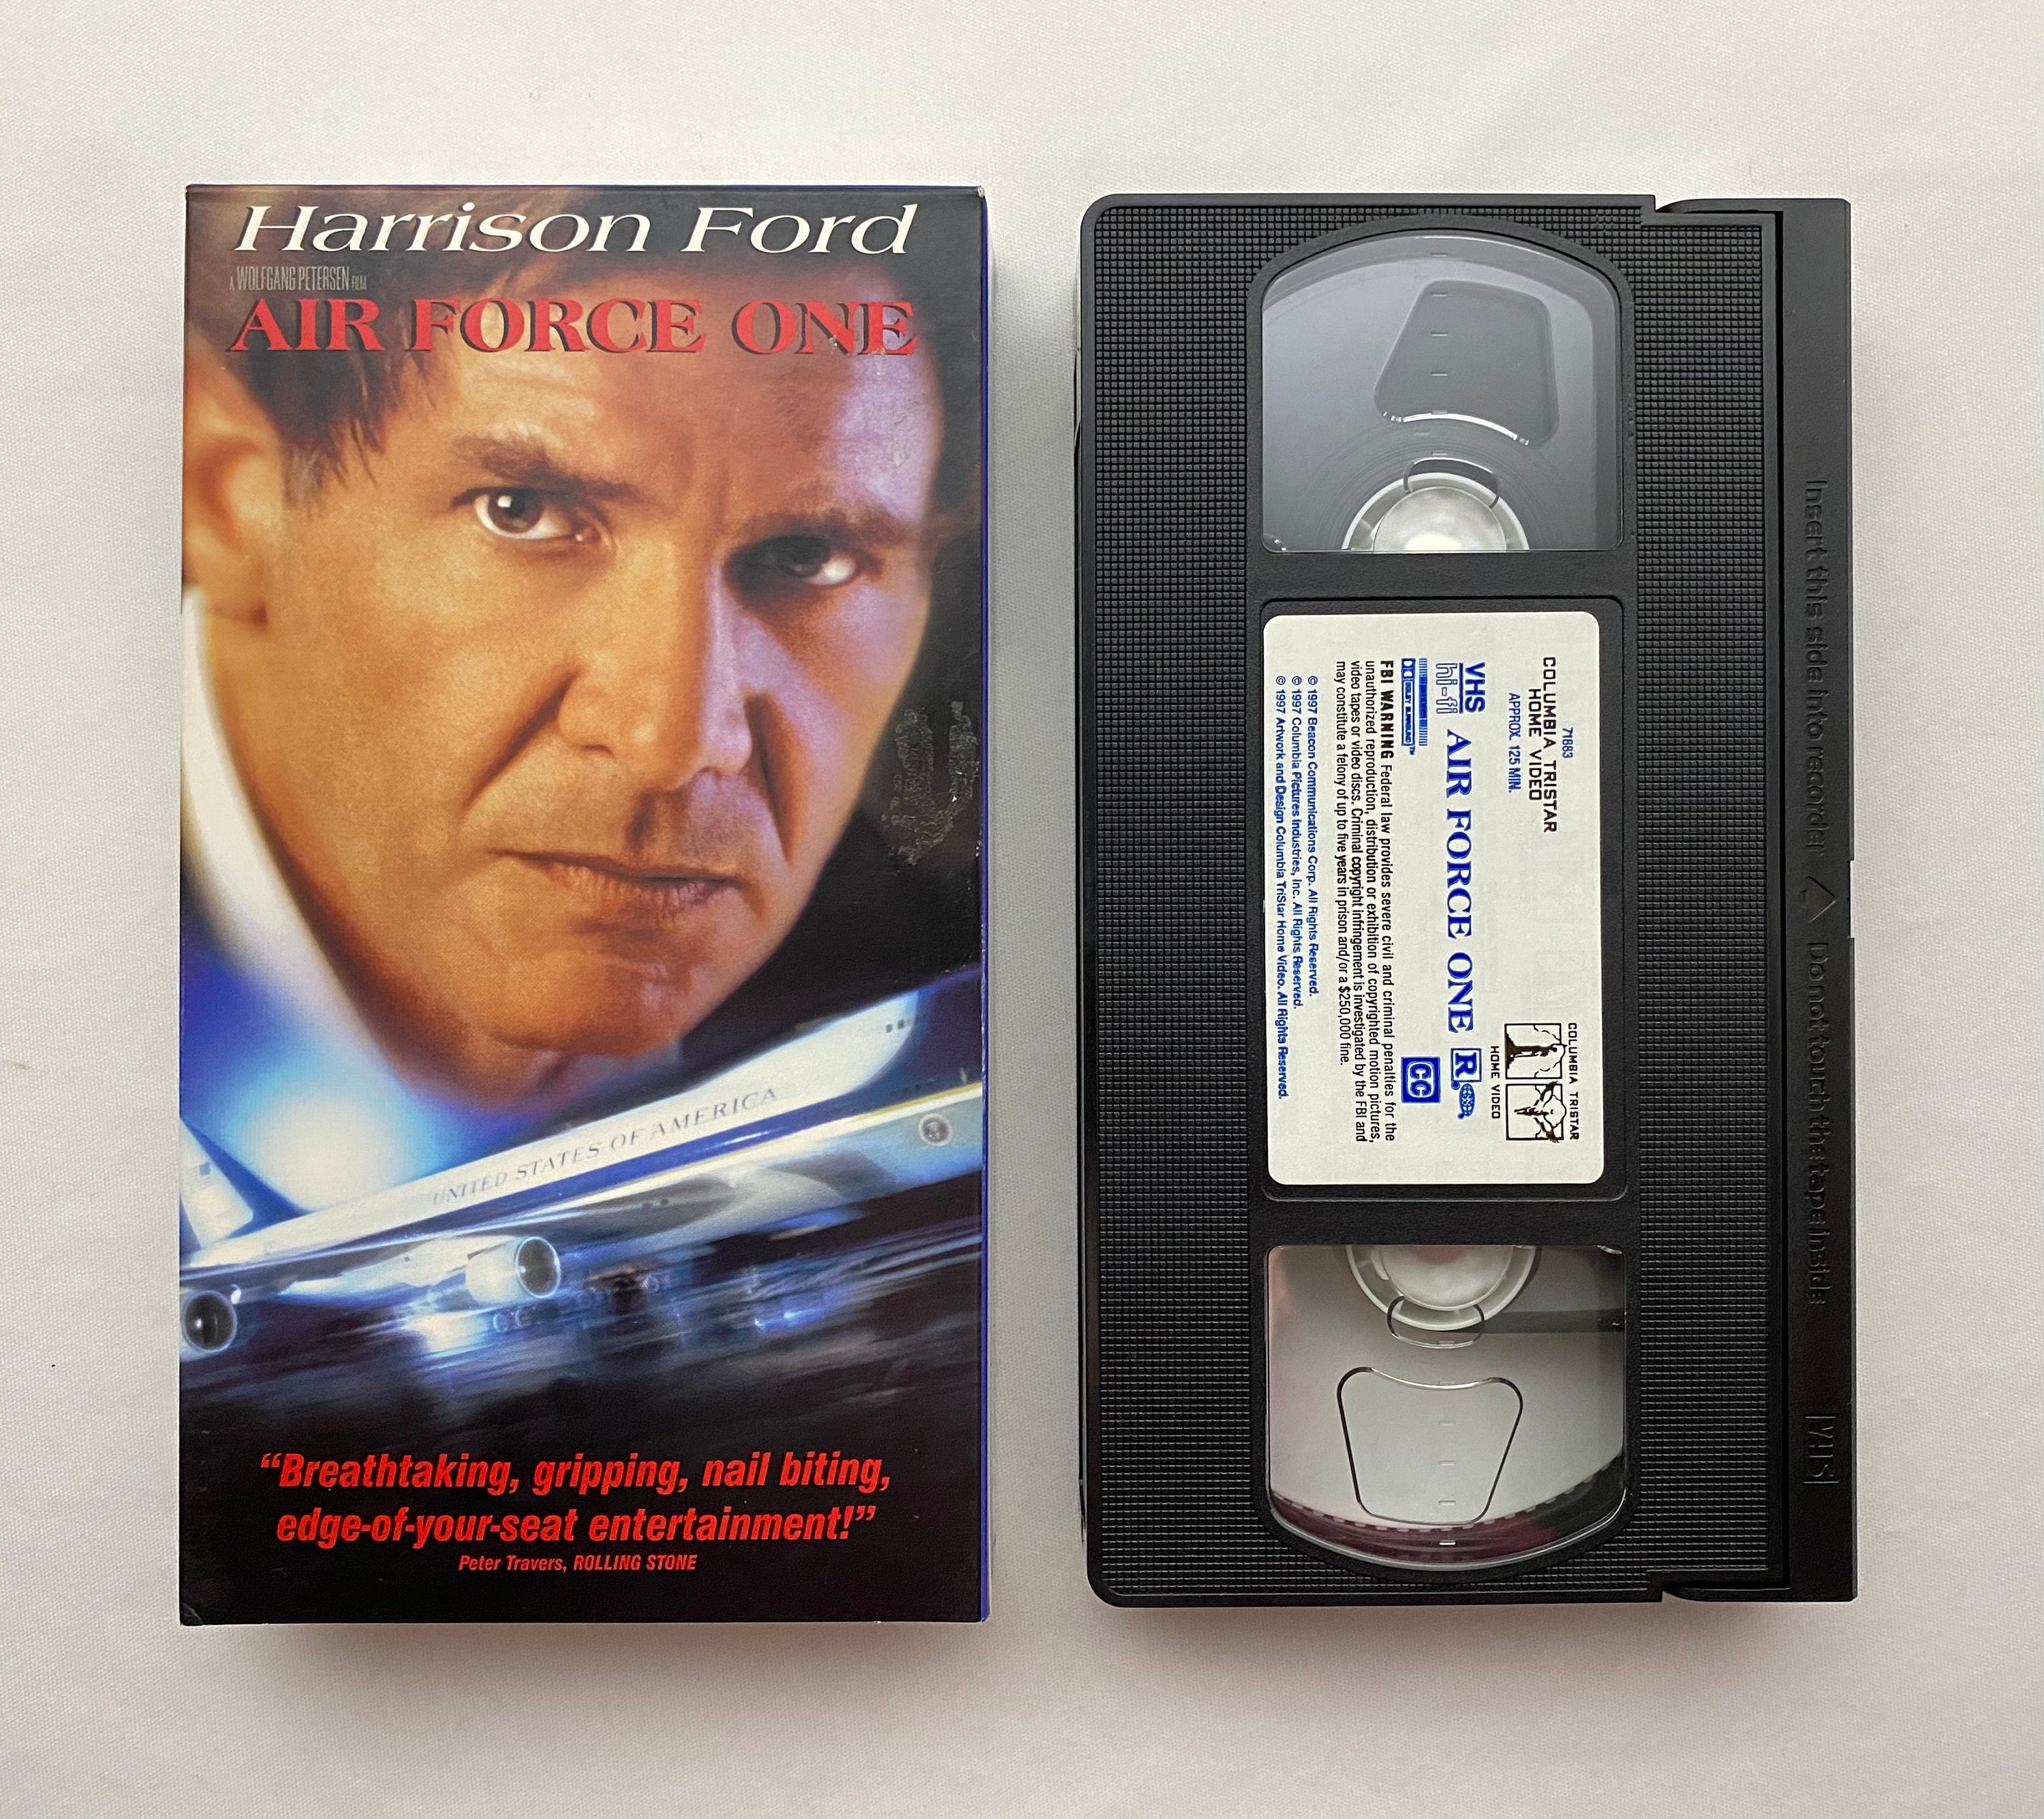 Harrison Ford
A WOLFGANG PETERSEN FILM
AIR FORCE ONE
UNITED STATES OF AMERICA
“Breathtaking, gripping, nail biting,
edge-of-your-seat entertainment!”
Peter Travers, ROLLING STONE
71883
COLUMBIA TRISTAR
HOME VIDEO
APPROX. 125 MIN.
COLUMBIA TRISTAR
HOME VIDEO
VHS
hi-fi
AIR FORCE ONE
R
DOLBY SURROUND™
CC
FBI WARNING Federal law provides severe civil and criminal penalties for the
unauthorized reproduction, distribution or exhibition of copyrighted motion pictures,
video tapes or video discs. Criminal copyright infringement is investigated by the FBI and
may constitute a felony of up to five years in prison and/or a $250,000 fine.
© 1997 Beacon Communications Corp. All Rights Reserved.
© 1997 Columbia Pictures Industries, Inc. All Rights Reserved.
© 1997 Artwork and Design Columbia TriStar Home Video. All Rights Reserved.
Insert this side into recorder Do not touch the tape inside
VHS